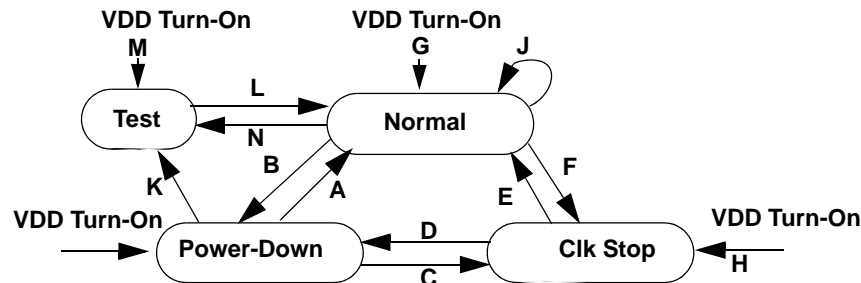 VDD Turn-On
M
VDD Turn-On
G
J
L
Test
Normal
N
B
F
K
A
E
VDD Turn-On
VDD Turn-On
D
Power-Down
Clk Stop
H
C